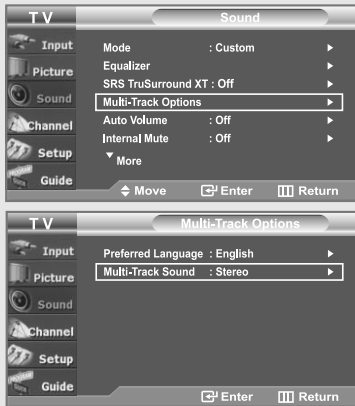 TV Sound
Input
Picture
Sound
Channel
Setup
Guide
Mode : Custom
Equalizer
SRS TruSurround XT : Off
Multi-Track Options
Auto Volume : Off
Internal Mute : Off
More
Move Enter Return
TV Multi-Track Options
Input
Picture
Sound
Channel
Setup
Guide
Preferred Language : English
Multi-Track Sound : Stereo
Enter Return